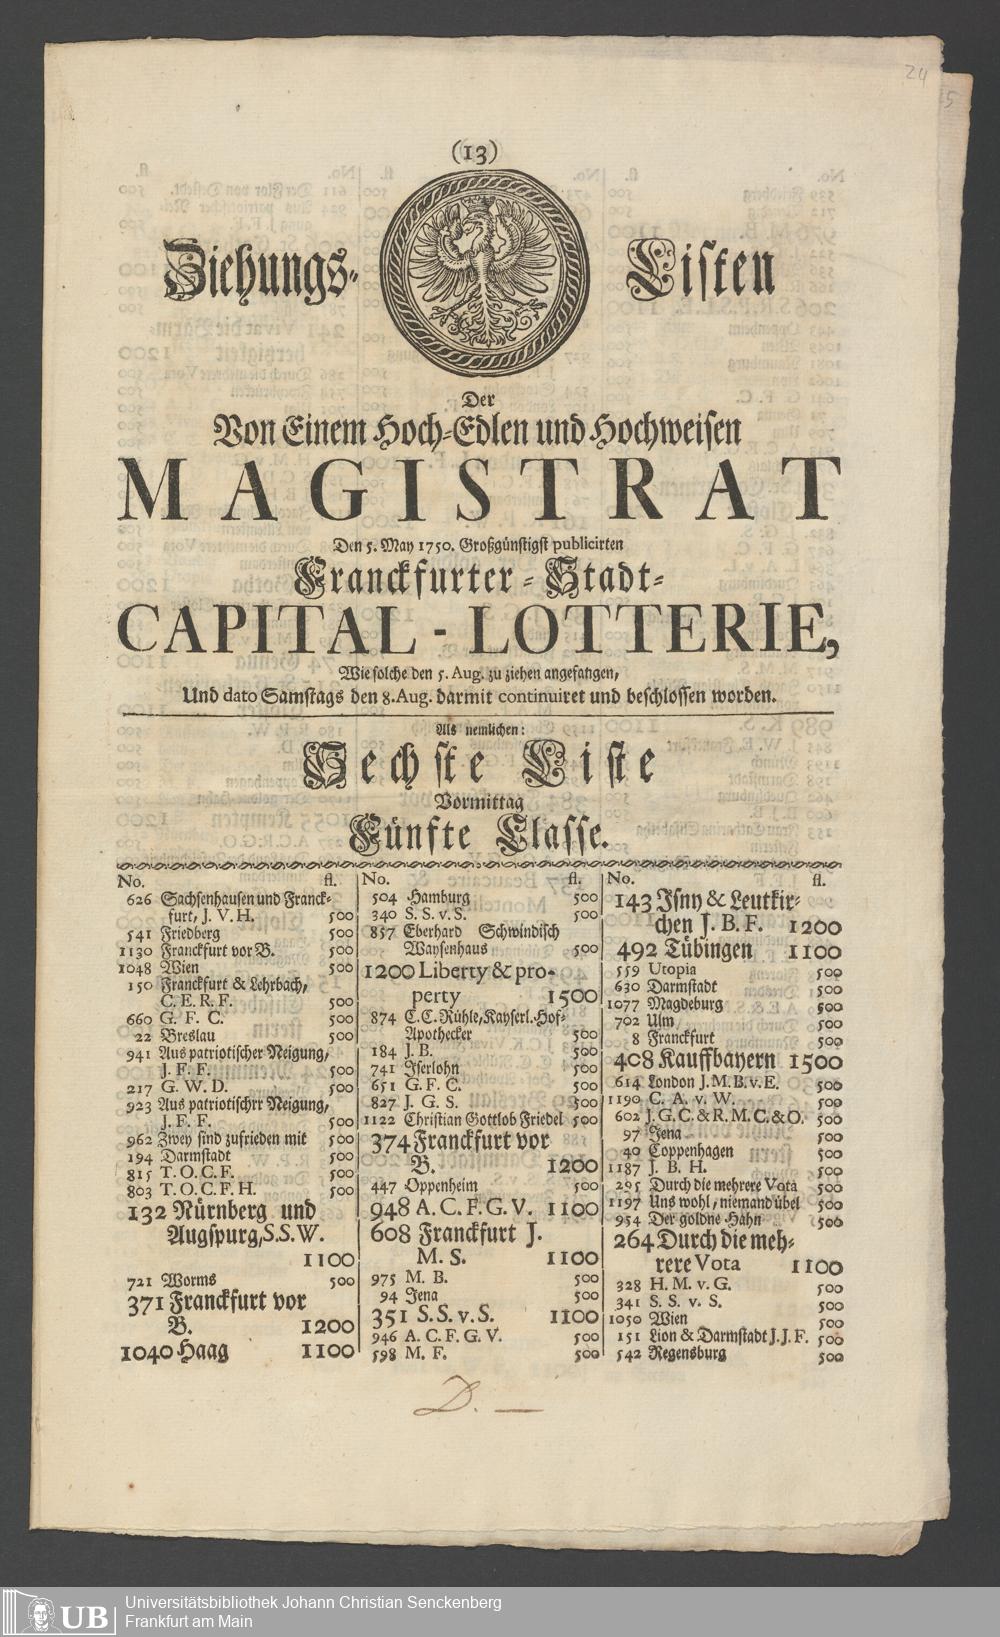 24
5
(13)
Ziehungs- Listen
Der
Von Einem Hoch-Edlen und Hochweisen
MAGISTRAT
Den 5. May 1750. Großgünstigst publicirten
Franckfurter-Stadt-
CAPITAL-LOTTERIE,
Wie solche den 5. Aug. zu ziehen angefangen,
Und dato Samstags den 8. Aug. darmit continuiret und beschlossen worden.
Als nemlichen:
Sechste Liste
Vormittag
Fünfte Classe.
No. fl.
626 Sachsenhausen und Franck-
furt, J. V. H. 500
541 Friedberg 500
1130 Franckfurt vor B. 500
1048 Wien 500
150 Franckfurt & Lehrbach,
C. E. R. F. 500
660 G. F. C. 500
22 Breslau 500
941 Aus patriotischer Neigung,
J. F. F. 500
217 G. W. D. 500
923 Aus patriotischrr Neigung,
J. F. F. 500
962 Zwey sind zufrieden mit 500
194 Darmstadt 500
815 T. O. C. F. 500
803 T. O. C. F. H. 500
132 Nürnberg und
Augspurg, S. S. W.
1100
721 Worms 500
371 Franckfurt vor
B. 1200
1040 Haag 1100
No. fl.
504 Hamburg 500
340 S. S. v. S. 500
857 Eberhard Schwindisch
Waysenhaus 500
1200 Liberty & pro-
perty 1500
874 C. C. Rühle, Kayserl. Hof-
Apothecker 500
184 J. B. 500
741 Iserlohn 500
651 G. F. C. 500
827 J. G. S. 500
1122 Christian Gottlob Friedel 500
374 Franckfurt vor
B. 1200
447 Oppenheim 500
948 A. C. F. G. V. 1100
608 Franckfurt J.
M. S. 1100
975 M. B. 500
94 Jena 500
351 S. S. v. S. 1100
946 A. C. F. G. V. 500
598 M. F. 500
No. fl.
143 Isny & Leutkir-
chen J. B. F. 1200
492 Tübingen 1100
559 Utopia 500
630 Darmstadt 500
1077 Magdeburg 500
702 Ulm 500
8 Franckfurt 500
408 Kauffbayern 1500
614 London J. M. B. v. E. 500
1190 C. A. v. W. 500
602 J. G. C. & R. M. C. & O. 500
97 Jena 500
40 Coppenhagen 500
1187 J. B. H. 500
295 Durch die mehrere Vota 500
1197 Uns wohl, niemand übel 500
954 Der goldne Hahn 500
264 Durch die meh-
rere Vota 1100
328 H. M. v. G. 500
341 S. S. v. S. 500
1050 Wien 500
151 Lion & Darmstadt J. J. F. 500
542 Regensburg 500
D. —
UB
Universitätsbibliothek Johann Christian Senckenberg
Frankfurt am Main